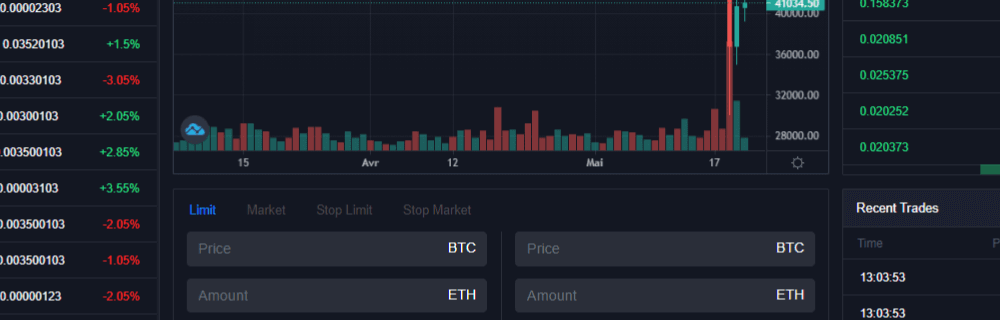 0.00002303 -1.05%
0.03520103 +1.5%
0.00330103 -3.05%
0.00300103 +2.05%
.003500103 +2.85%
0.00003103 +3.55%
0.003500103 -2.05%
0.003500103 -1.05%
0.00000123 -2.05%
41034.50
40000.00
36000.00
32000.00
28000.00
15 Avr 12 Mai 17
Limit Market Stop Limit Stop Market
Price BTC
Amount ETH
Price BTC
Amount ETH
0.158373
0.020851
0.025375
0.020252
0.020373
Recent Trades
Time P
13:03:53
13:03:53